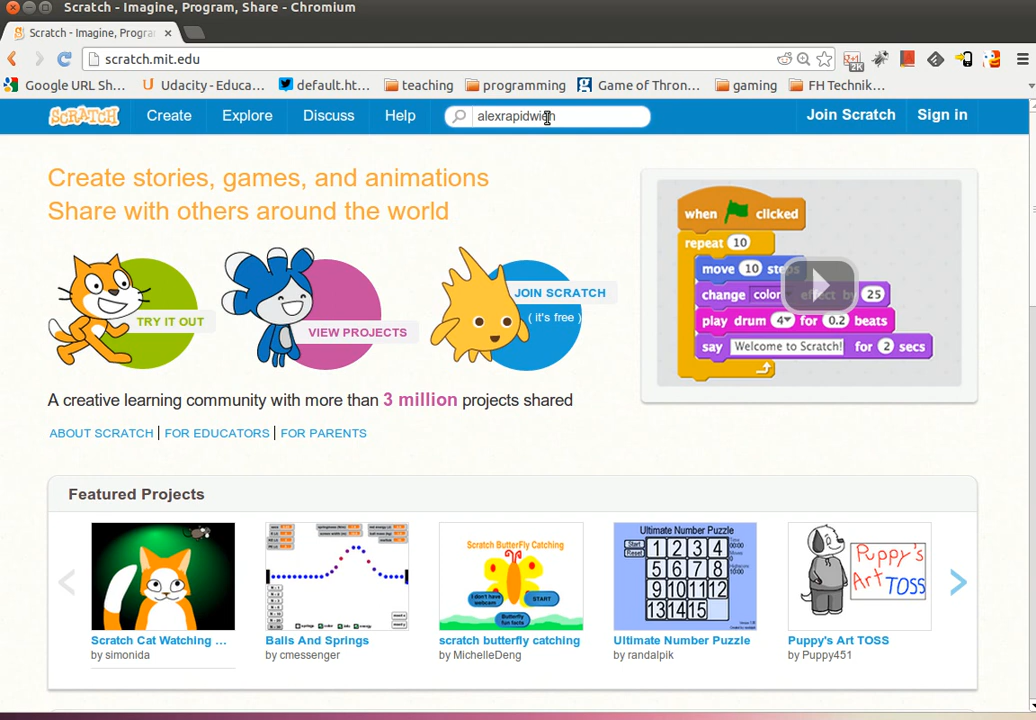 Scratch - Imagine, Program, Share - Chromium
Scratch - Imagine, Progra
scratch.mit.edu
2K
Google URL Sh...
Udacity - Educa...
default.ht...
teaching
programming
Game of Thron...
gaming
FH Technik...
SCRATCH
Create
Explore
Discuss
Help
Join Scratch
Sign in
Create stories, games, and animations
Share with others around the world
TRY IT OUT
VIEW PROJECTS
JOIN SCRATCH
( it's free )
when clicked
repeat 10
move 10 steps
change color effect by 25
play drum 4 for 0.2 beats
say Welcome to Scratch! for 2 secs
A creative learning community with more than 3 million projects shared
ABOUT SCRATCH | FOR EDUCATORS | FOR PARENTS
Featured Projects
Scratch Cat Watching ...
by simonida
Balls And Springs
by cmessenger
Scratch ButterFly Catching
I don't have webcam
START
Butterfly fun facts
scratch butterfly catching
by MichelleDeng
Ultimate Number Puzzle
Start
Reset
1 2 3 4
5 6 7 8
9 10 11 12
13 14 15
Ultimate Number Puzzle
by randalpik
Puppy's
Art TOSS
Puppy's Art TOSS
by Puppy451